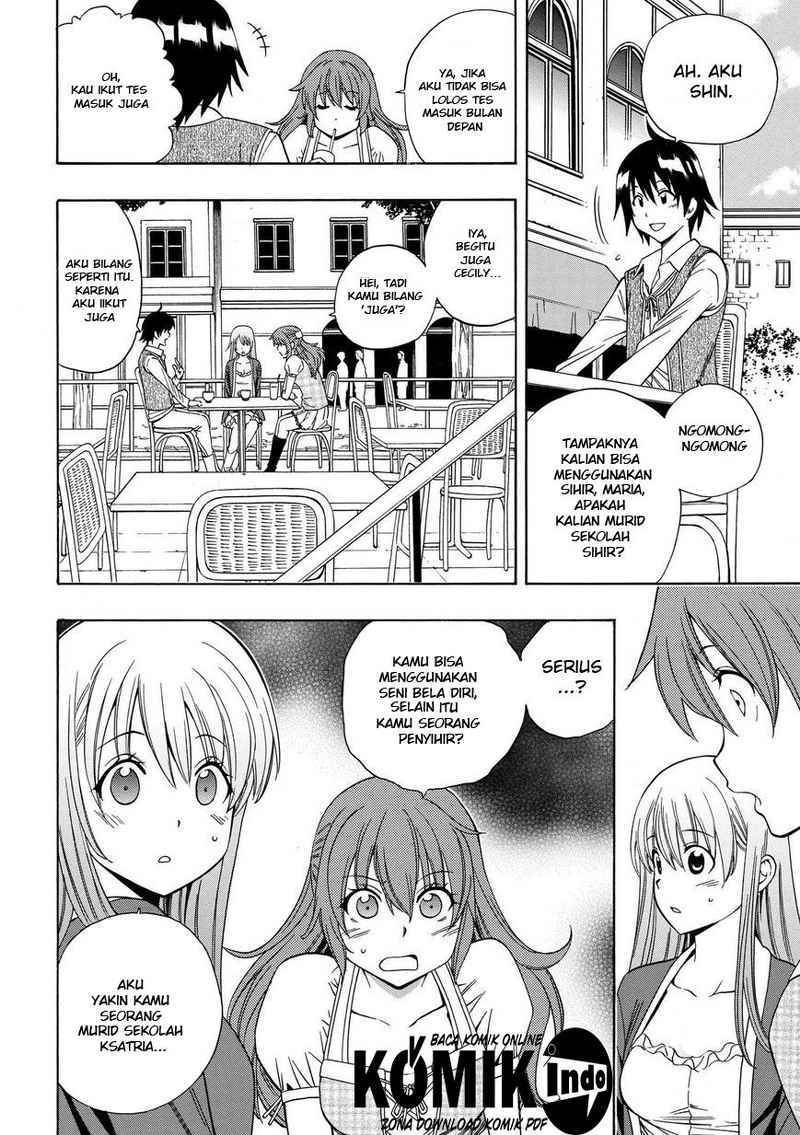 AH. AKU
SHIN.
NGOMONG-
NGOMONG
TAMPAKNYA
KALIAN BISA
MENGGUNAKAN
SIHIR, MARIA,
APAKAH
KALIAN MURID
SEKOLAH
SIHIR?
YA, JIKA
AKU TIDAK BISA
LOLOS TES
MASUK BULAN
DEPAN
OH,
KAU IKUT TES
MASUK JUGA
IYA,
BEGITU
JUGA
CECILY...
HEI, TADI
KAMU BILANG
'JUGA'?
AKU BILANG
SEPERTI ITU.
KARENA
AKU IIKUT
JUGA
SERIUS
...?
KAMU BISA
MENGGUNAKAN
SENI BELA DIRI,
SELAIN ITU
KAMU SEORANG
PENYIHIR?
AKU
YAKIN KAMU
SEORANG
MURID SEKOLAH
KSATRIA...
BACA KOMIK ONLINE
KOMIK Indo
ZONA DOWNLOAD KOMIK PDF